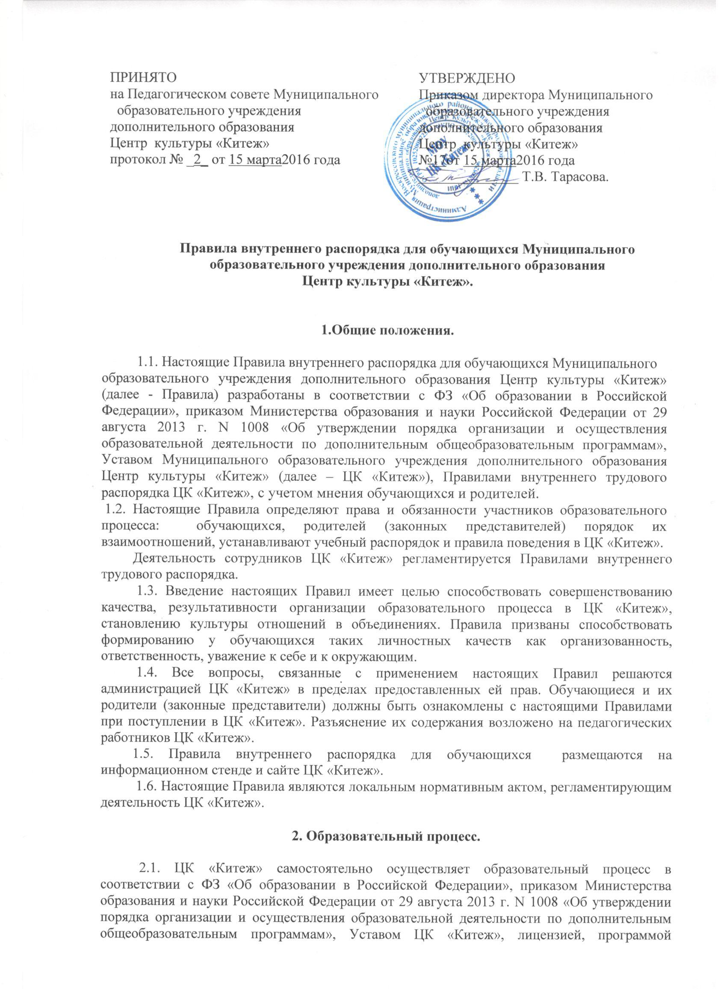 ПРИНЯТО
на Педагогическом совете Муниципального
образовательного учреждения
дополнительного образования
Центр культуры «Китеж»
протокол № _2_ от 15 марта2016 года
УТВЕРЖДЕНО
Приказом директора Муниципального
образовательного учреждения
дополнительного образования
Центр культуры «Китеж»
№17от 15 марта2016 года
Т.В. Тарасова.
МОУ
ЦК «Китеж»
Правила внутреннего распорядка для обучающихся Муниципального
образовательного учреждения дополнительного образования
Центр культуры «Китеж».
1.Общие положения.
1.1. Настоящие Правила внутреннего распорядка для обучающихся Муниципального
образовательного учреждения дополнительного образования Центр культуры «Китеж»
(далее - Правила) разработаны в соответствии с ФЗ «Об образовании в Российской
Федерации», приказом Министерства образования и науки Российской Федерации от 29
августа 2013 г. N 1008 «Об утверждении порядка организации и осуществления
образовательной деятельности по дополнительным общеобразовательным программам»,
Уставом Муниципального образовательного учреждения дополнительного образования
Центр культуры «Китеж» (далее – ЦК «Китеж»), Правилами внутреннего трудового
распорядка ЦК «Китеж», с учетом мнения обучающихся и родителей.
1.2. Настоящие Правила определяют права и обязанности участников образовательного
процесса: обучающихся, родителей (законных представителей) порядок их
взаимоотношений, устанавливают учебный распорядок и правила поведения в ЦК «Китеж».
Деятельность сотрудников ЦК «Китеж» регламентируется Правилами внутреннего
трудового распорядка.
1.3. Введение настоящих Правил имеет целью способствовать совершенствованию
качества, результативности организации образовательного процесса в ЦК «Китеж»,
становлению культуры отношений в объединениях. Правила призваны способствовать
формированию у обучающихся таких личностных качеств как организованность,
ответственность, уважение к себе и к окружающим.
1.4. Все вопросы, связанные с применением настоящих Правил решаются
администрацией ЦК «Китеж» в пределах предоставленных ей прав. Обучающиеся и их
родители (законные представители) должны быть ознакомлены с настоящими Правилами
при поступлении в ЦК «Китеж». Разъяснение их содержания возложено на педагогических
работников ЦК «Китеж».
1.5. Правила внутреннего распорядка для обучающихся размещаются на
информационном стенде и сайте ЦК «Китеж».
1.6. Настоящие Правила являются локальным нормативным актом, регламентирующим
деятельность ЦК «Китеж».
2. Образовательный процесс.
2.1. ЦК «Китеж» самостоятельно осуществляет образовательный процесс в
соответствии с ФЗ «Об образовании в Российской Федерации», приказом Министерства
образования и науки Российской Федерации от 29 августа 2013 г. N 1008 «Об утверждении
порядка организации и осуществления образовательной деятельности по дополнительным
общеобразовательным программам», Уставом ЦК «Китеж», лицензией, программой